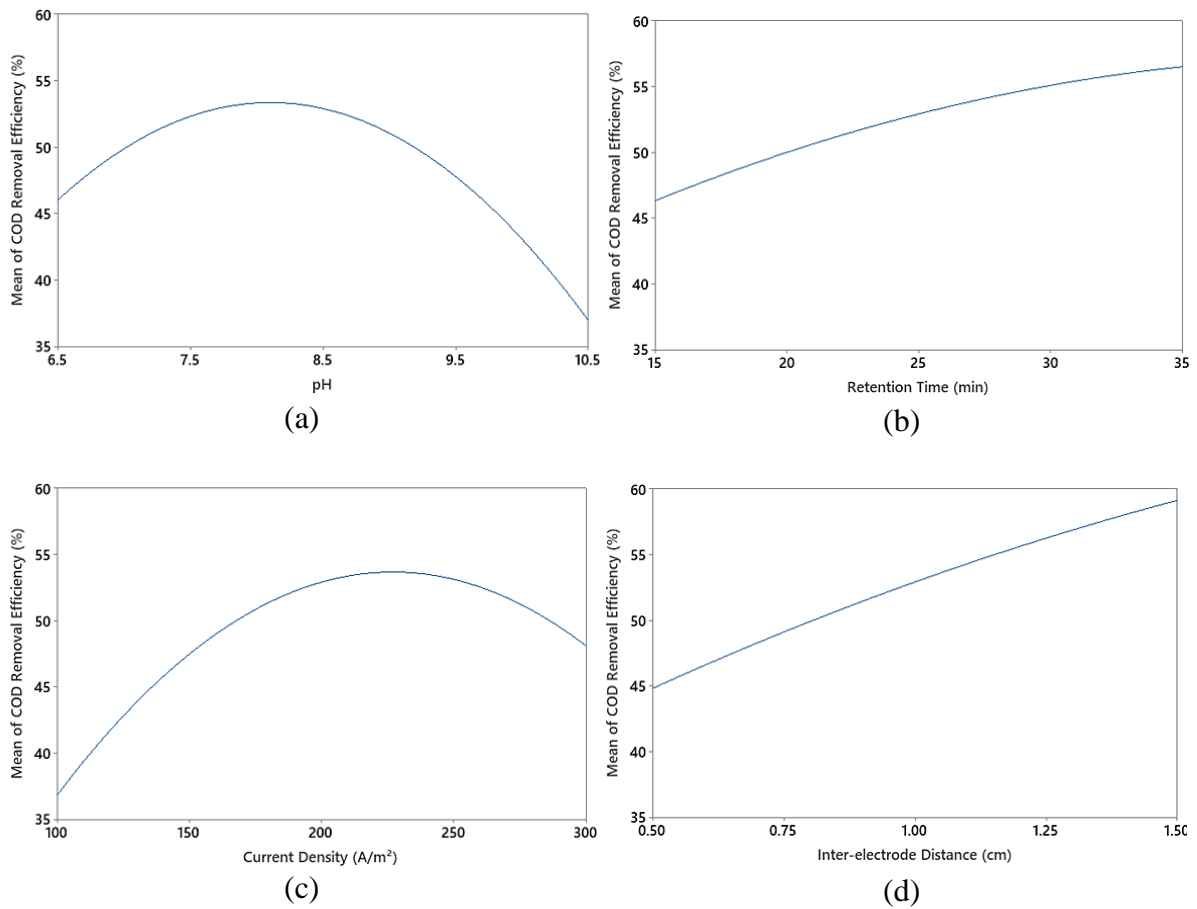 Mean of COD Removal Efficiency (%)
60
55
50
45
40
35
6.5 7.5 8.5 9.5 10.5
pH
(a)
Mean of COD Removal Efficiency (%)
60
55
50
45
40
35
15 20 25 30 35
Retention Time (min)
(b)
Mean of COD Removal Efficiency (%)
60
55
50
45
40
35
100 150 200 250 300
Current Density (A/m²)
(c)
Mean of COD Removal Efficiency (%)
60
55
50
45
40
35
0.50 0.75 1.00 1.25 1.50
Inter-electrode Distance (cm)
(d)